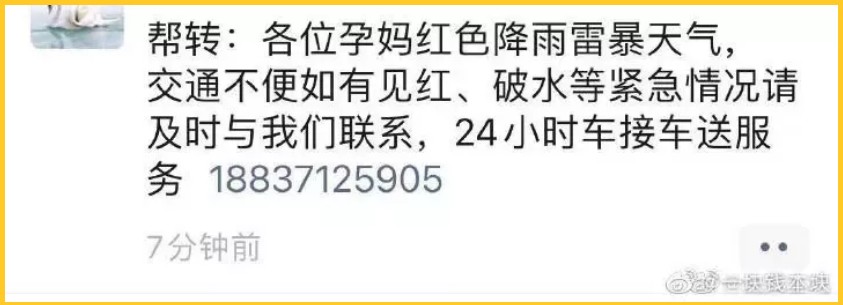 帮转：各位孕妈红色降雨雷暴天气，
交通不便如有见红、破水等紧急情况请
及时与我们联系，24小时车接车送服
务 18837125905
7分钟前